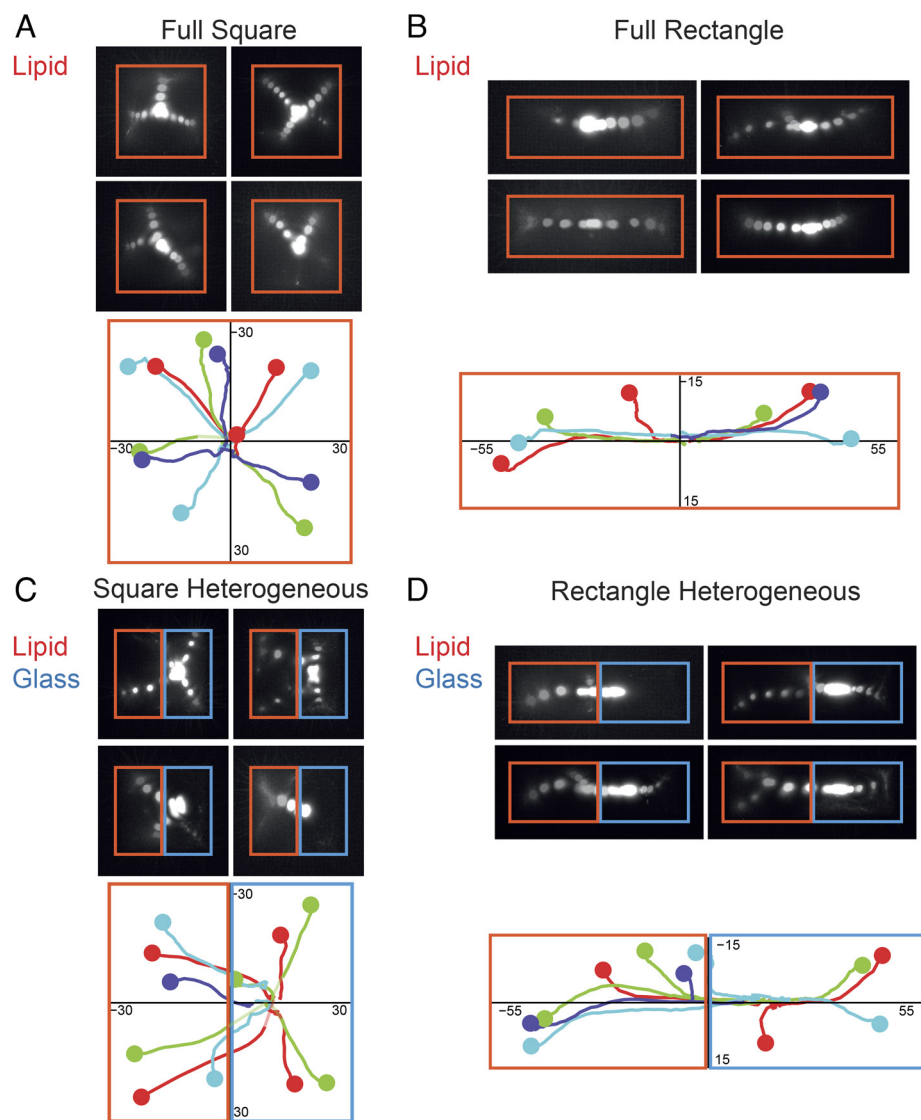 A
Full Square
Lipid
-30
-30
30
30
B
Full Rectangle
Lipid
-15
-55
55
15
C
Square Heterogeneous
Lipid
Glass
-30
-30
30
30
D
Rectangle Heterogeneous
Lipid
Glass
-15
-55
55
15